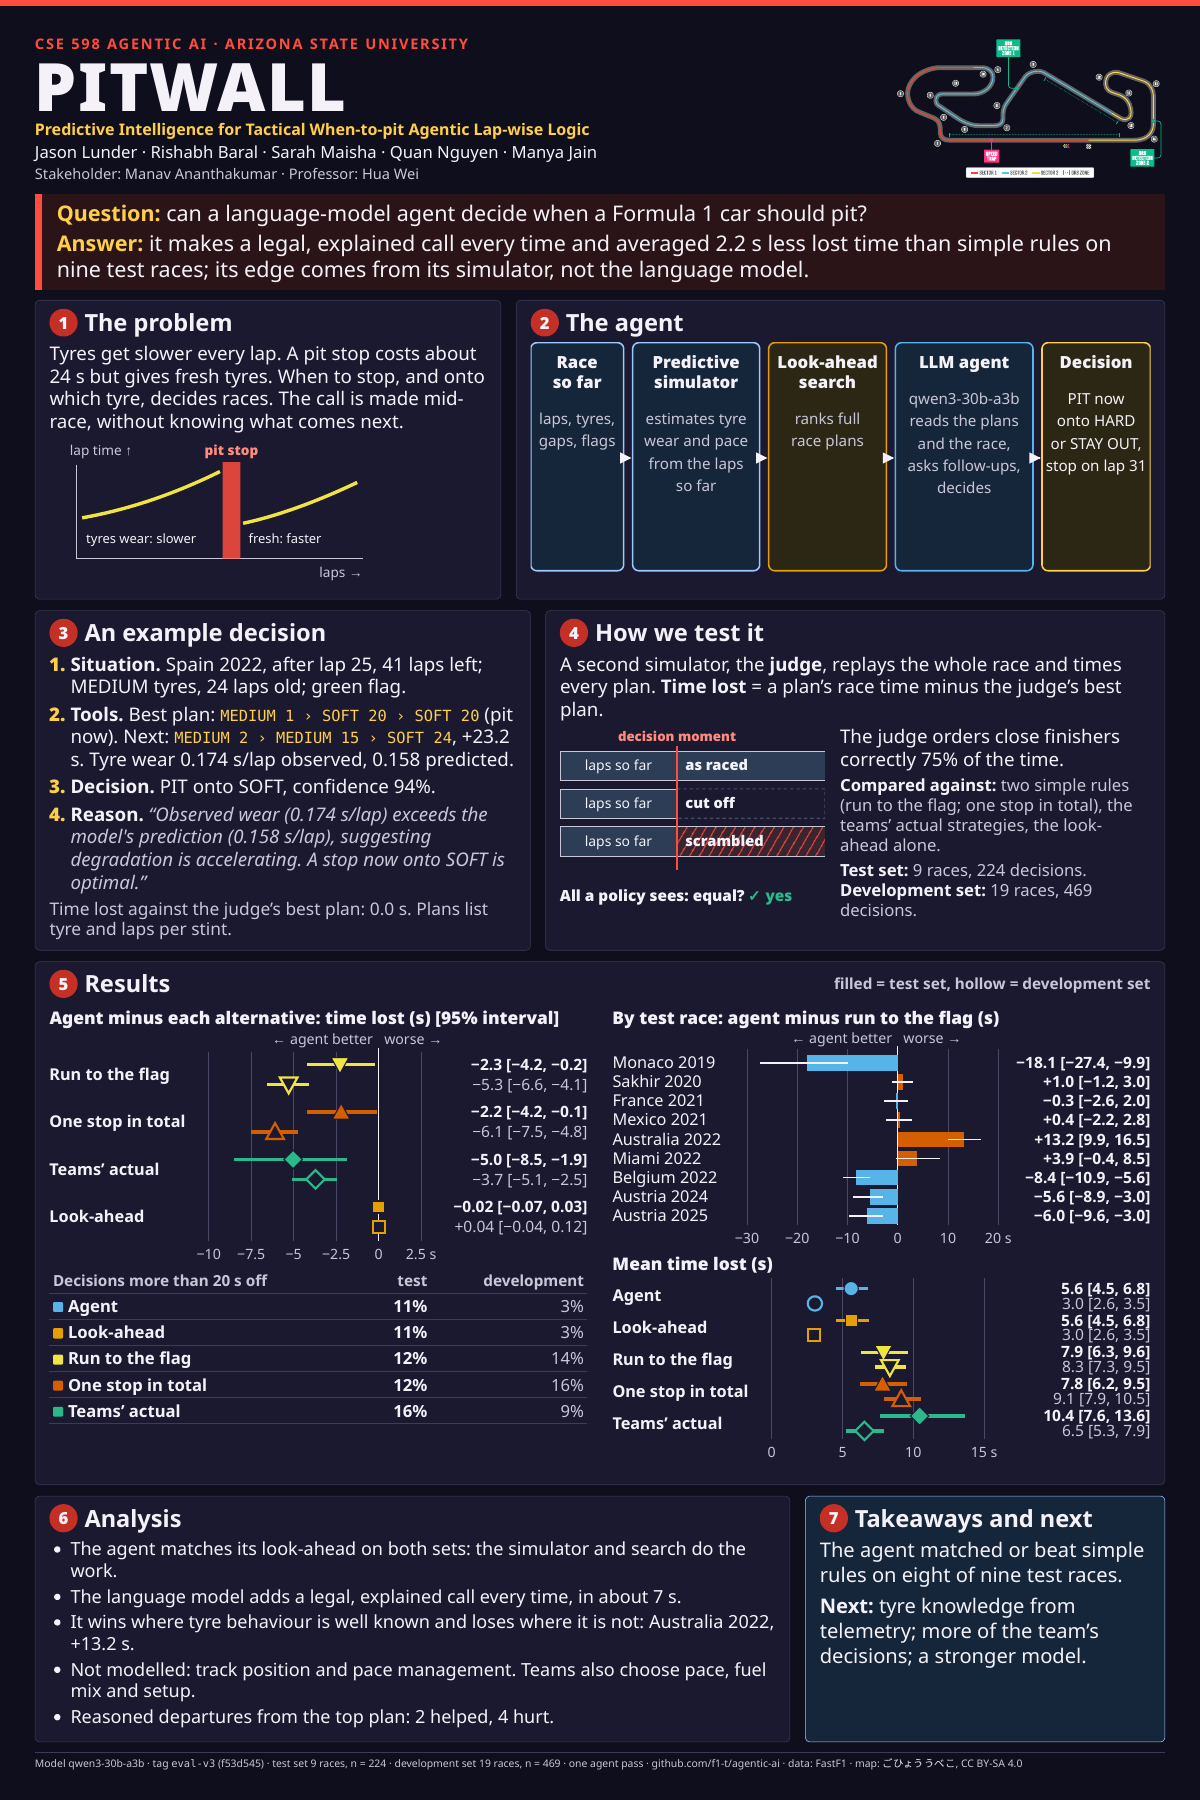 CSE 598 AGENTIC AI · ARIZONA STATE UNIVERSITY
PITWALL
Predictive Intelligence for Tactical When-to-pit Agentic Lap-wise Logic
Jason Lunder · Rishabh Baral · Sarah Maisha · Quan Nguyen · Manya Jain
Stakeholder: Manav Ananthakumar · Professor: Hua Wei
SECTOR 1 SECTOR 2 SECTOR 3 DRS ZONE
Question: can a language-model agent decide when a Formula 1 car should pit?
Answer: it makes a legal, explained call every time and averaged 2.2 s less lost time than simple rules on
nine test races; its edge comes from its simulator, not the language model.
1 The problem
Tyres get slower every lap. A pit stop costs about
24 s but gives fresh tyres. When to stop, and onto
which tyre, decides races. The call is made mid-
race, without knowing what comes next.
lap time ↑
pit stop
tyres wear: slower
fresh: faster
laps →
2 The agent
Race
so far
laps, tyres,
gaps, flags
Predictive
simulator
estimates tyre
wear and pace
from the laps
so far
Look-ahead
search
ranks full
race plans
LLM agent
qwen3-30b-a3b
reads the plans
and the race,
asks follow-ups,
decides
Decision
PIT now
onto HARD
or STAY OUT,
stop on lap 31
3 An example decision
1. Situation. Spain 2022, after lap 25, 41 laps left;
MEDIUM tyres, 24 laps old; green flag.
2. Tools. Best plan: MEDIUM 1 › SOFT 20 › SOFT 20 (pit
now). Next: MEDIUM 2 › MEDIUM 15 › SOFT 24, +23.2
s. Tyre wear 0.174 s/lap observed, 0.158 predicted.
3. Decision. PIT onto SOFT, confidence 94%.
4. Reason. “Observed wear (0.174 s/lap) exceeds the
model's prediction (0.158 s/lap), suggesting
degradation is accelerating. A stop now onto SOFT is
optimal.”
Time lost against the judge’s best plan: 0.0 s. Plans list
tyre and laps per stint.
4 How we test it
A second simulator, the judge, replays the whole race and times
every plan. Time lost = a plan’s race time minus the judge’s best
plan.
decision moment
laps so far as raced
laps so far cut off
laps so far scrambled
All a policy sees: equal? ✓ yes
The judge orders close finishers
correctly 75% of the time.
Compared against: two simple rules
(run to the flag; one stop in total), the
teams’ actual strategies, the look-
ahead alone.
Test set: 9 races, 224 decisions.
Development set: 19 races, 469
decisions.
5 Results
filled = test set, hollow = development set
Agent minus each alternative: time lost (s) [95% interval]
← agent better worse →
Run to the flag −2.3 [−4.2, −0.2]
−5.3 [−6.6, −4.1]
One stop in total −2.2 [−4.2, −0.1]
−6.1 [−7.5, −4.8]
Teams’ actual −5.0 [−8.5, −1.9]
−3.7 [−5.1, −2.5]
Look-ahead −0.02 [−0.07, 0.03]
+0.04 [−0.04, 0.12]
−10 −7.5 −5 −2.5 0 2.5 s
Decisions more than 20 s off test development
Agent 11% 3%
Look-ahead 11% 3%
Run to the flag 12% 14%
One stop in total 12% 16%
Teams’ actual 16% 9%
By test race: agent minus run to the flag (s)
← agent better worse →
Monaco 2019 −18.1 [−27.4, −9.9]
Sakhir 2020 +1.0 [−1.2, 3.0]
France 2021 −0.3 [−2.6, 2.0]
Mexico 2021 +0.4 [−2.2, 2.8]
Australia 2022 +13.2 [9.9, 16.5]
Miami 2022 +3.9 [−0.4, 8.5]
Belgium 2022 −8.4 [−10.9, −5.6]
Austria 2024 −5.6 [−8.9, −3.0]
Austria 2025 −6.0 [−9.6, −3.0]
−30 −20 −10 0 10 20 s
Mean time lost (s)
Agent 5.6 [4.5, 6.8]
3.0 [2.6, 3.5]
Look-ahead 5.6 [4.5, 6.8]
3.0 [2.6, 3.5]
Run to the flag 7.9 [6.3, 9.6]
8.3 [7.3, 9.5]
One stop in total 7.8 [6.2, 9.5]
9.1 [7.9, 10.5]
Teams’ actual 10.4 [7.6, 13.6]
6.5 [5.3, 7.9]
0 5 10 15 s
6 Analysis
• The agent matches its look-ahead on both sets: the simulator and search do the
work.
• The language model adds a legal, explained call every time, in about 7 s.
• It wins where tyre behaviour is well known and loses where it is not: Australia 2022,
+13.2 s.
• Not modelled: track position and pace management. Teams also choose pace, fuel
mix and setup.
• Reasoned departures from the top plan: 2 helped, 4 hurt.
7 Takeaways and next
The agent matched or beat simple
rules on eight of nine test races.
Next: tyre knowledge from
telemetry; more of the team’s
decisions; a stronger model.
Model qwen3-30b-a3b · tag eval-v3 (f53d545) · test set 9 races, n = 224 · development set 19 races, n = 469 · one agent pass · github.com/f1-t/agentic-ai · data: FastF1 · map: ごひょううべこ, CC BY-SA 4.0